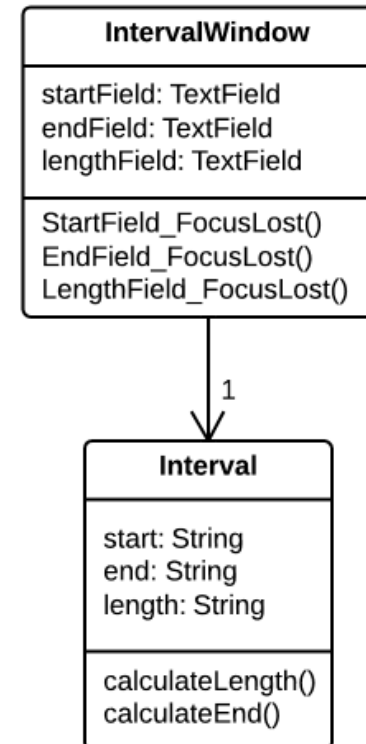 IntervalWindow
startField: TextField
endField: TextField
lengthField: TextField
StartField_FocusLost()
EndField_FocusLost()
LengthField_FocusLost()
1
Interval
start: String
end: String
length: String
calculateLength()
calculateEnd()